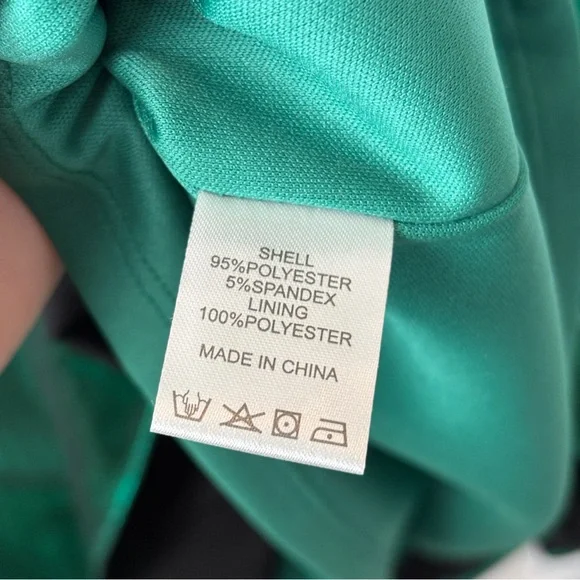 SHELL
95%POLYESTER
5%SPANDEX
LINING
100%POLYESTER
MADE IN CHINA